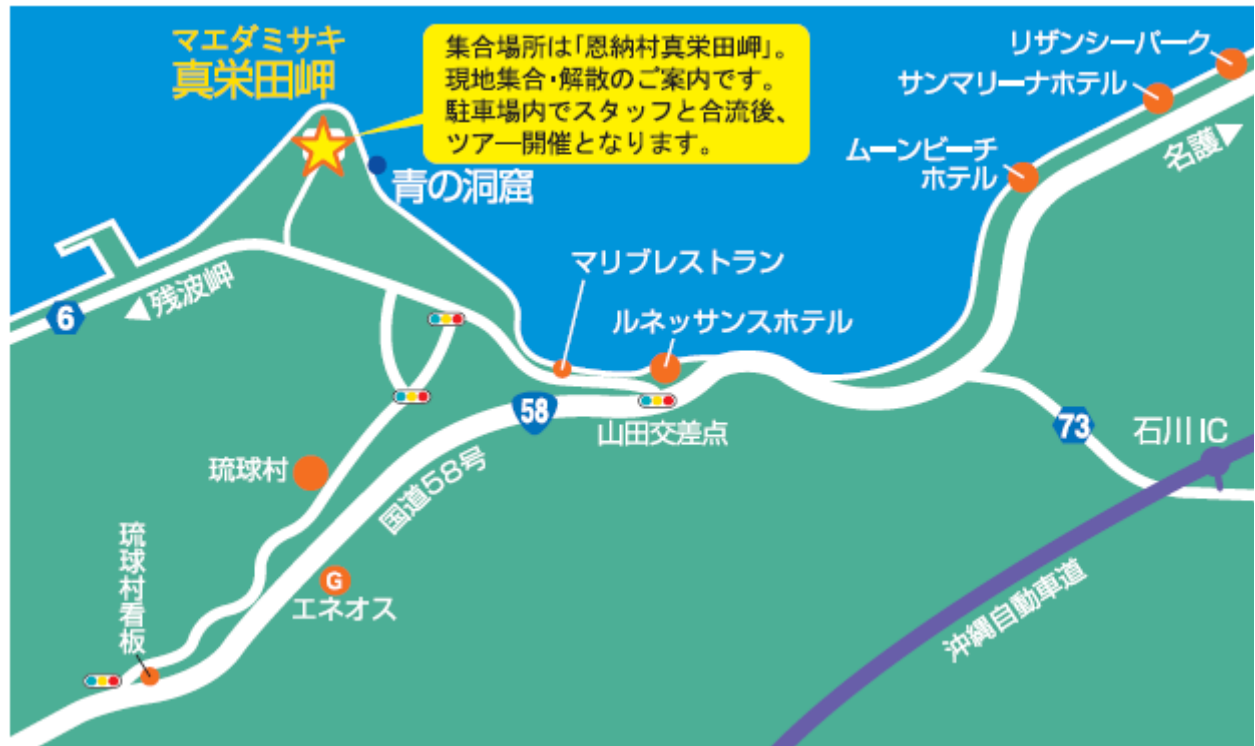 マエダミサキ
真栄田岬
集合場所は「恩納村真栄田岬」。
現地集合・解散のご案内です。
駐車場内でスタッフと合流後、
ツアー開催となります。
リザンシーパーク
サンマリーナホテル
ムーンビーチ
ホテル
名護▶
青の洞窟
マリブレストラン
ルネッサンスホテル
◀残波岬
6
58
山田交差点
73
石川IC
琉球村
国道58号
琉球村看板
G
エネオス
沖縄自動車道